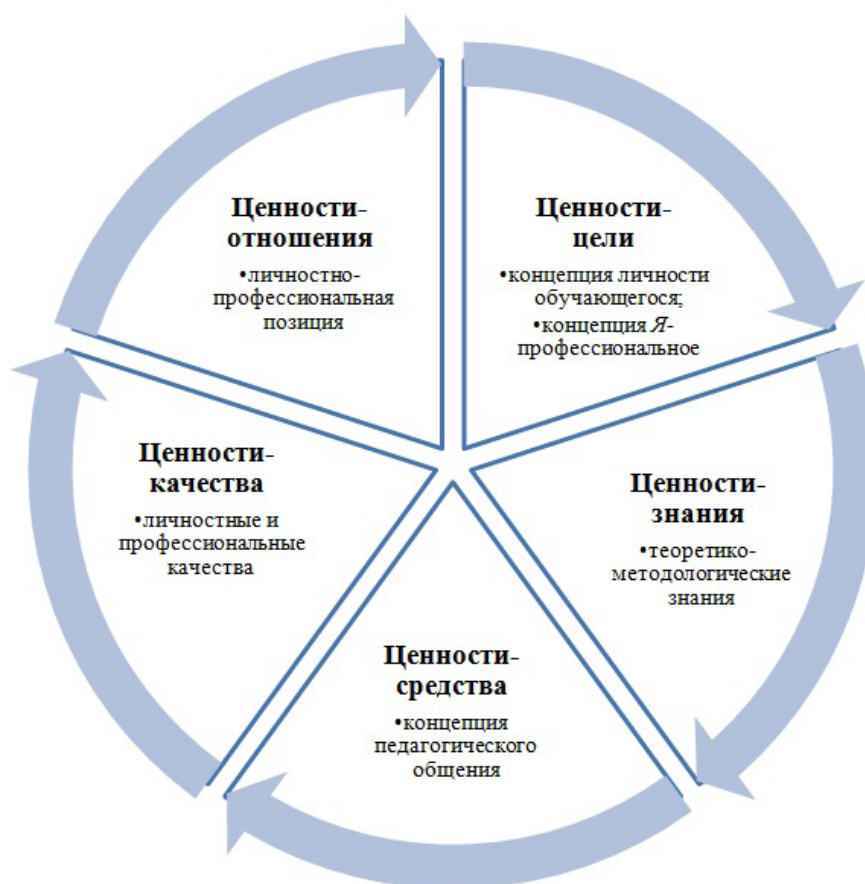 Ценности-
отношения
•личностно-
профессиональная
позиция
Ценности-
цели
•концепция личности
обучающегося;
•концепция Я-
профессиональное
Ценности-
знания
•теоретико-
методологические
знания
Ценности-
средства
•концепция
педагогического
общения
Ценности-
качества
•личностные и
профессиональные
качества